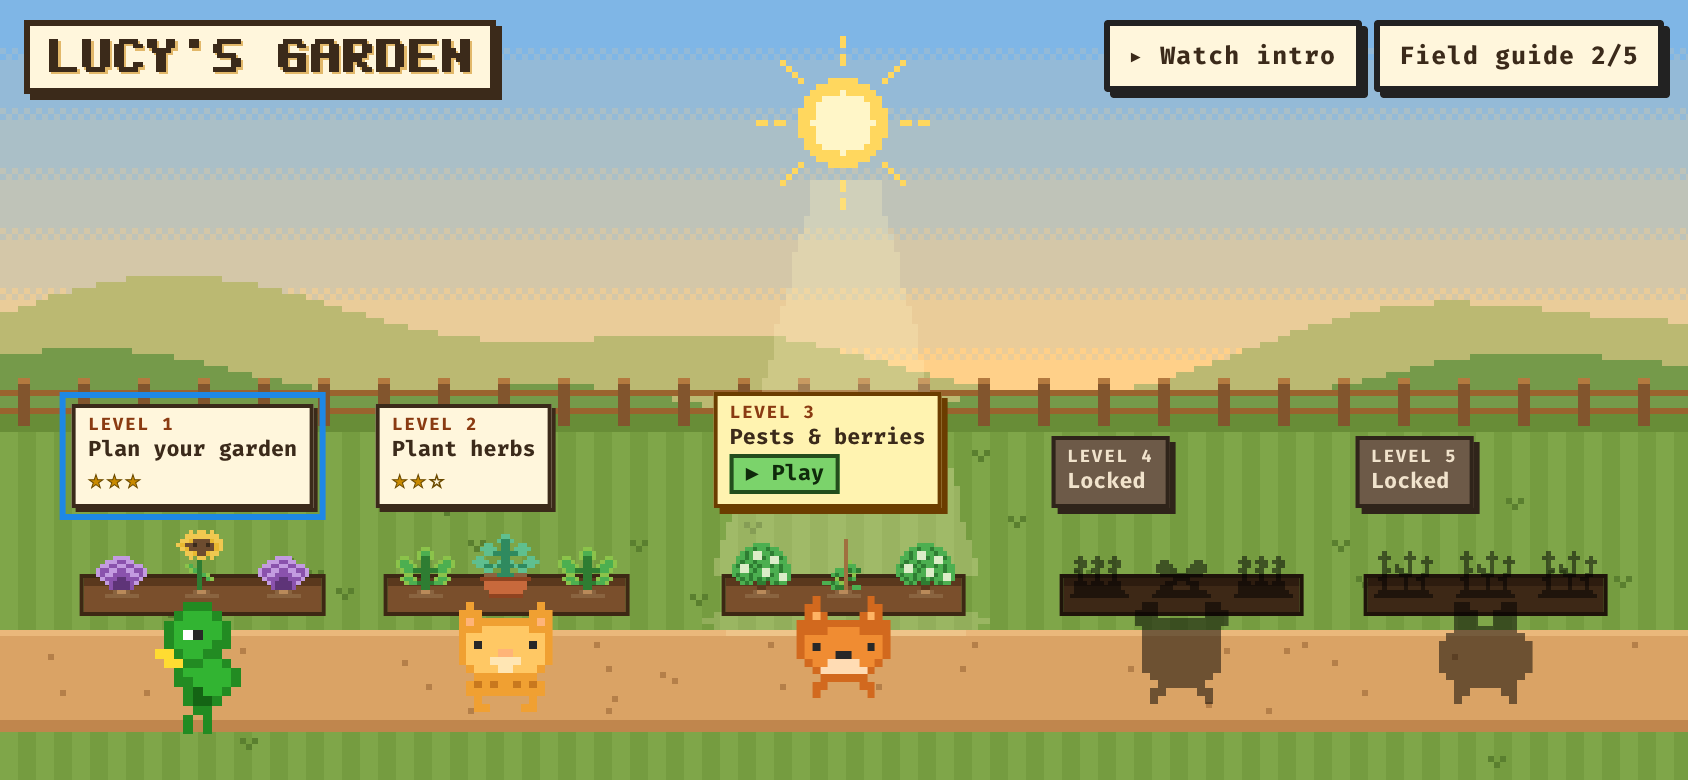 LUCY'S GARDEN
▸ Watch intro
Field guide 2/5
LEVEL 1
Plan your garden
★★★
LEVEL 2
Plant herbs
★★☆
LEVEL 3
Pests & berries
▶ Play
LEVEL 4
Locked
LEVEL 5
Locked